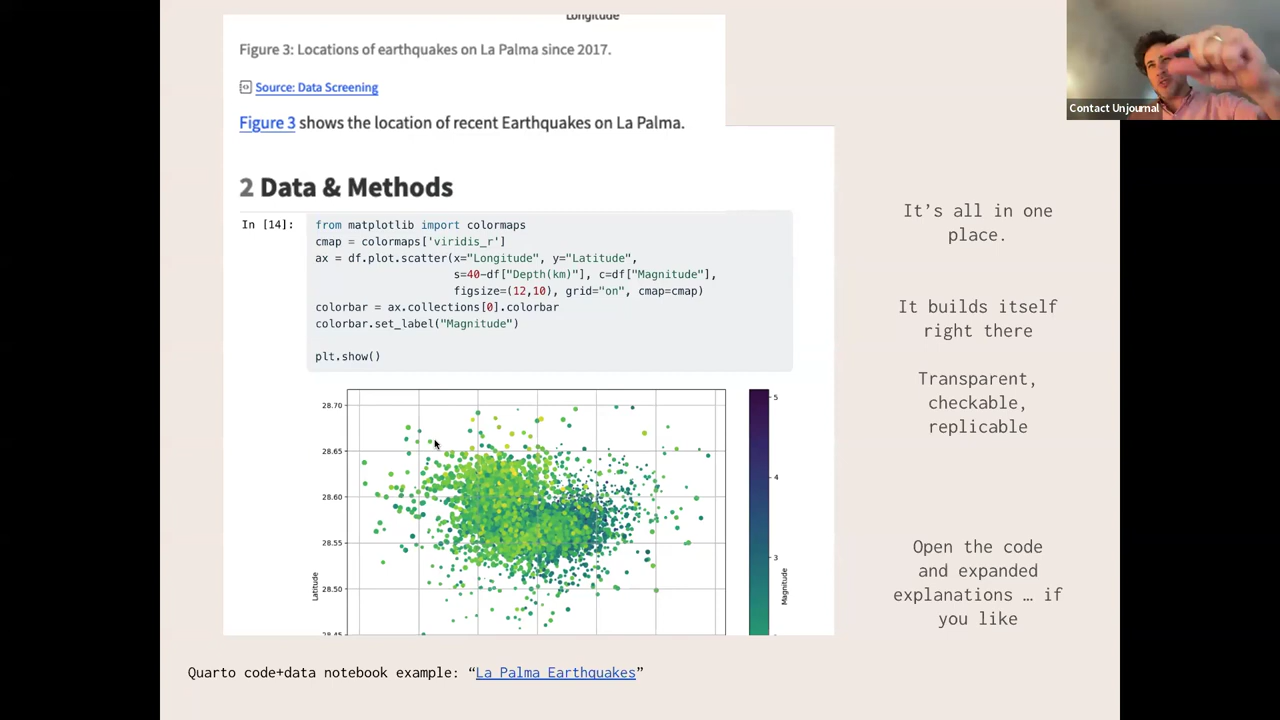 Longitude
Figure 3: Locations of earthquakes on La Palma since 2017.
Source: Data Screening
Figure 3 shows the location of recent Earthquakes on La Palma.
2 Data & Methods
In [14]:
from matplotlib import colormaps
cmap = colormaps['viridis_r']
ax = df.plot.scatter(x="Longitude", y="Latitude",
s=40-df["Depth(km)"], c=df["Magnitude"],
figsize=(12,10), grid="on", cmap=cmap)
colorbar = ax.collections[0].colorbar
colorbar.set_label("Magnitude")
plt.show()
28.70
28.65
28.60
28.55
28.50
28.45
Latitude
5
4
3
Magnitude
Contact Unjournal
It's all in one
place.
It builds itself
right there
Transparent,
checkable,
replicable
Open the code
and expanded
explanations … if
you like
Quarto code+data notebook example: “La Palma Earthquakes”